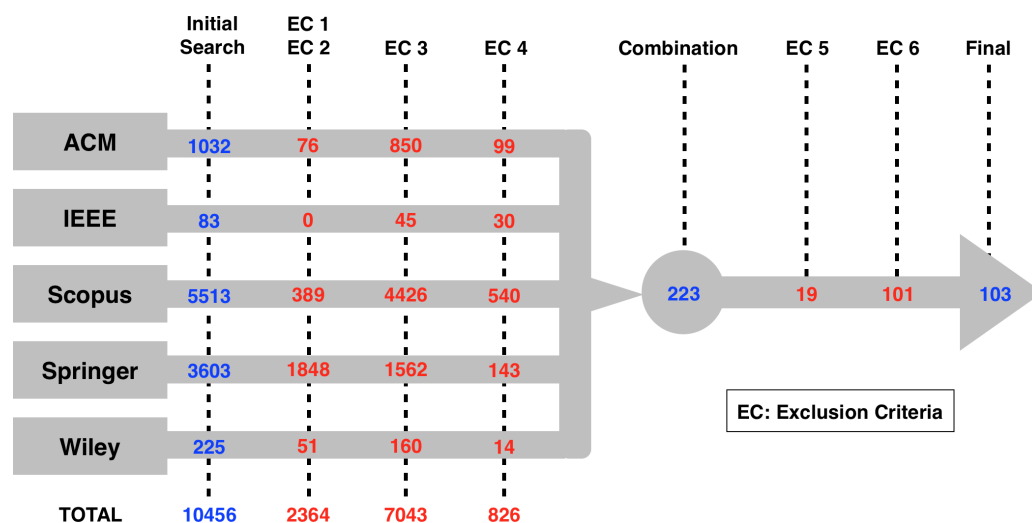 Initial Search
EC 1
EC 2
EC 3
EC 4
Combination
EC 5
EC 6
Final
ACM 1032 76 850 99
IEEE 83 0 45 30
Scopus 5513 389 4426 540 223 19 101 103
Springer 3603 1848 1562 143
EC: Exclusion Criteria
Wiley 225 51 160 14
TOTAL 10456 2364 7043 826